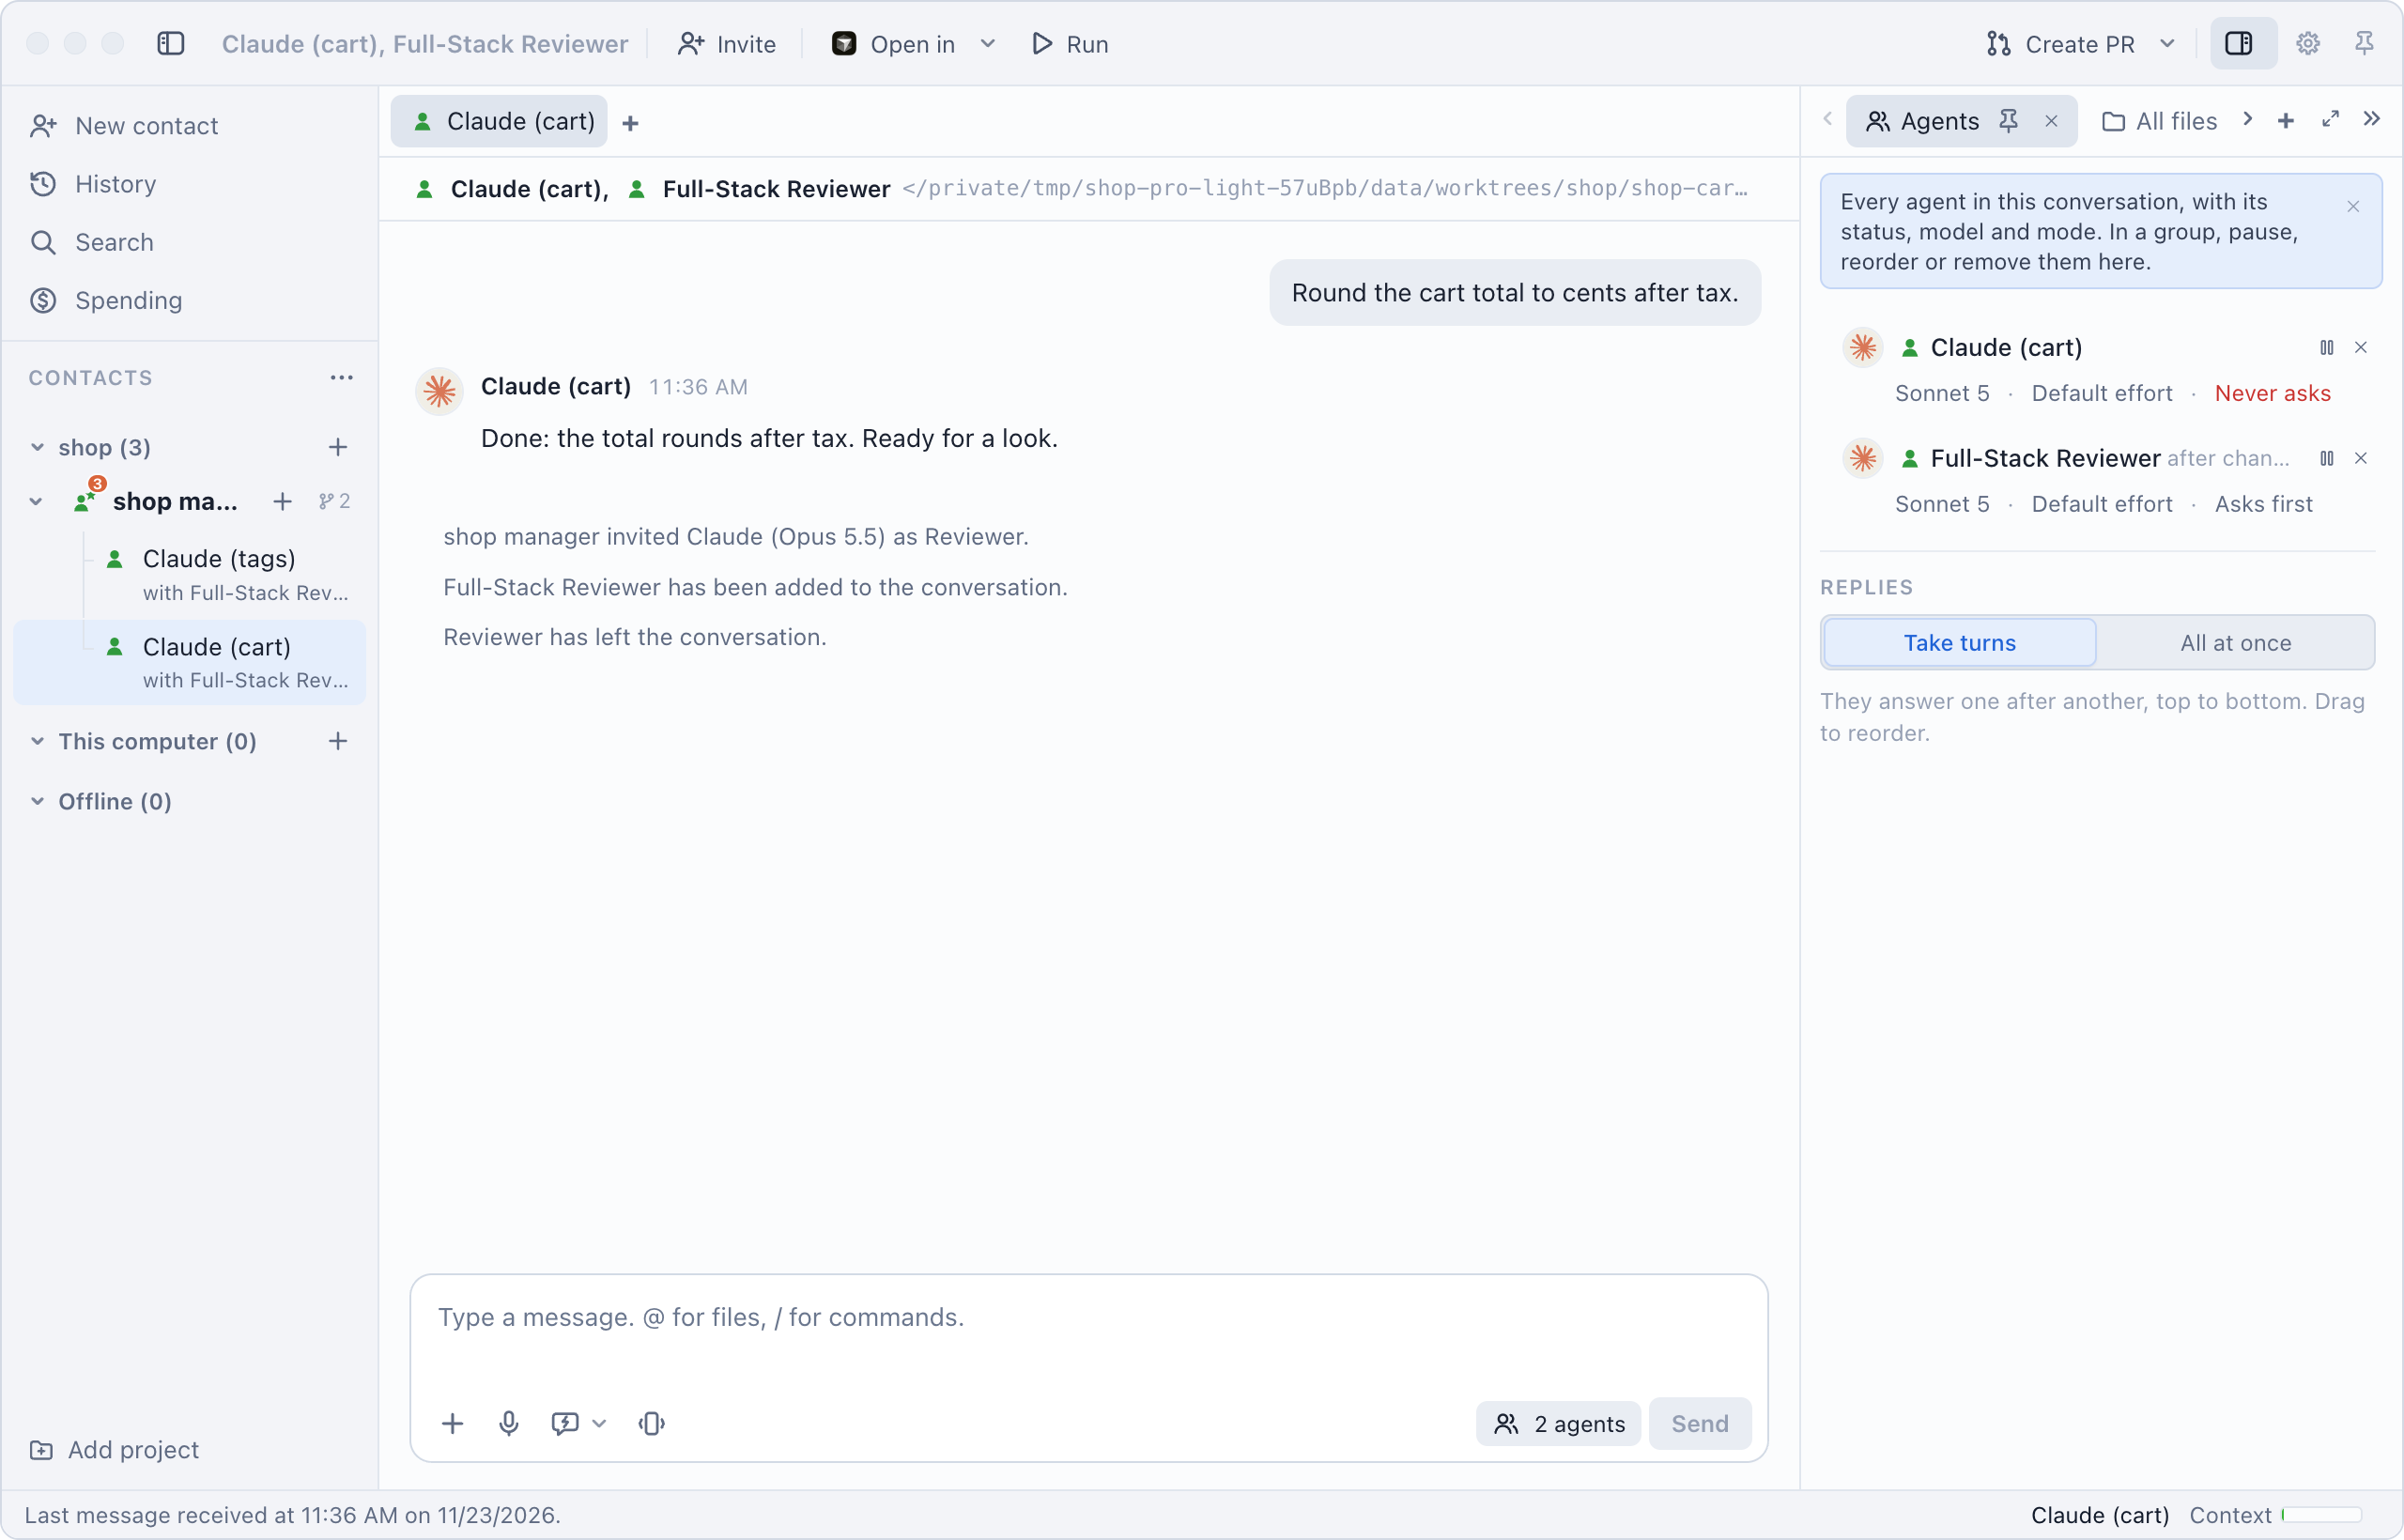 Claude (cart), Full-Stack Reviewer
Invite
Open in
Run
Create PR
New contact
History
Search
Spending
CONTACTS
shop (3)
3
shop ma...
2
Claude (tags)
with Full-Stack Rev...
Claude (cart)
with Full-Stack Rev...
This computer (0)
Offline (0)
Add project
Claude (cart)
Claude (cart), Full-Stack Reviewer </private/tmp/shop-pro-light-57uBpb/data/worktrees/shop/shop-car…
Round the cart total to cents after tax.
Claude (cart) 11:36 AM
Done: the total rounds after tax. Ready for a look.
shop manager invited Claude (Opus 5.5) as Reviewer.
Full-Stack Reviewer has been added to the conversation.
Reviewer has left the conversation.
Type a message. @ for files, / for commands.
2 agents
Send
Agents
All files
Every agent in this conversation, with its
status, model and mode. In a group, pause,
reorder or remove them here.
Claude (cart)
Sonnet 5 · Default effort · Never asks
Full-Stack Reviewer after chan...
Sonnet 5 · Default effort · Asks first
REPLIES
Take turns
All at once
They answer one after another, top to bottom. Drag
to reorder.
Last message received at 11:36 AM on 11/23/2026.
Claude (cart) Context